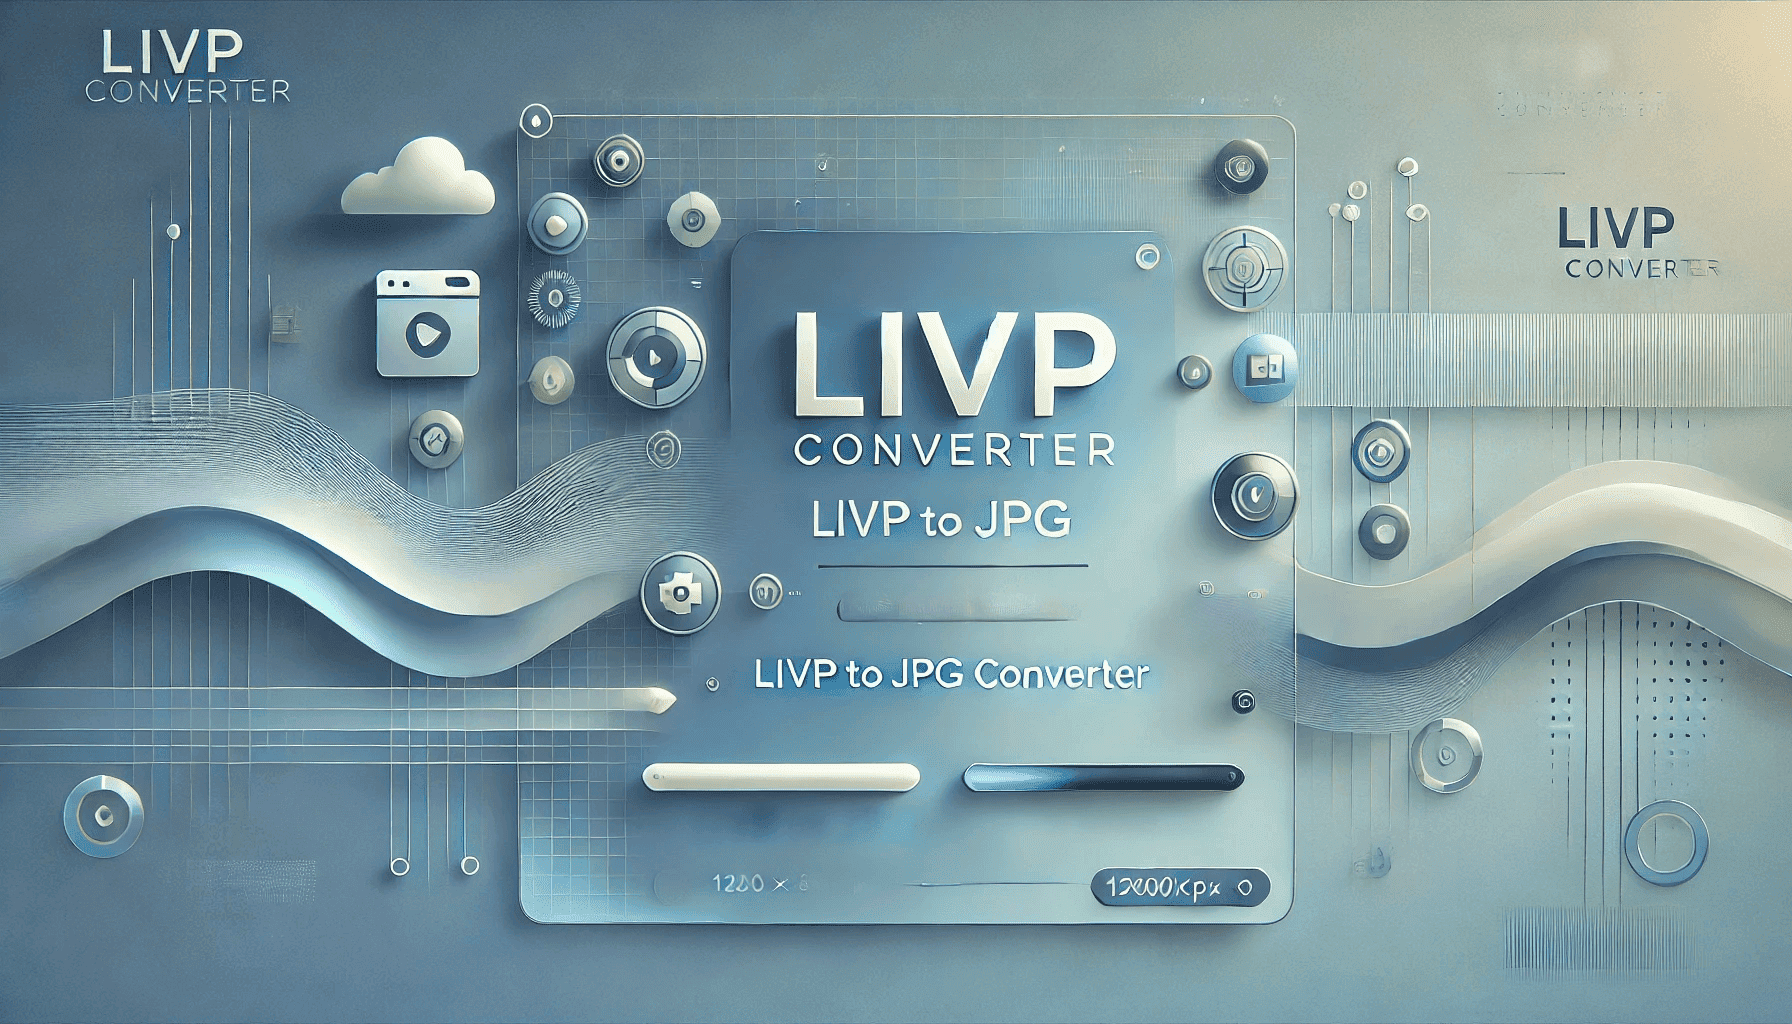 LIVP
CONVERTER
LIVP
CONVERTER
LIVP
CONVERTER
LIVP to JPG
LIVP to JPG Converter